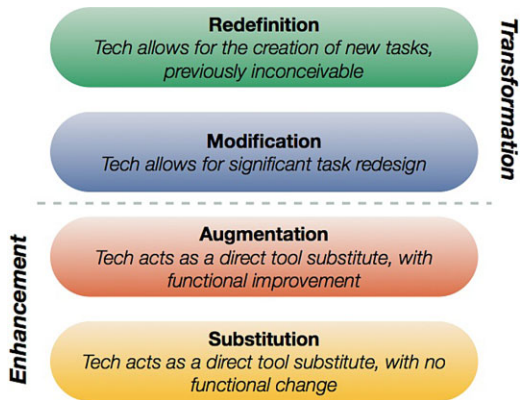 Redefinition
Tech allows for the creation of new tasks,
previously inconceivable
Transformation
Modification
Tech allows for significant task redesign
Enhancement
Augmentation
Tech acts as a direct tool substitute, with
functional improvement
Substitution
Tech acts as a direct tool substitute, with no
functional change